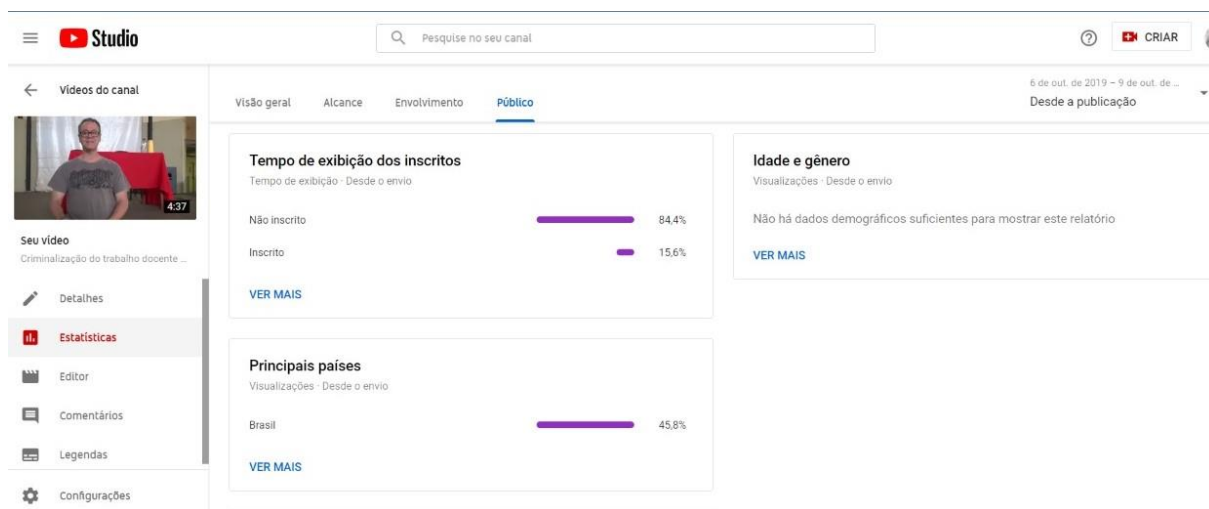 Studio
Pesquise no seu canal
CRIAR
Vídeos do canal
4:37
Seu vídeo
Criminalização do trabalho docente ...
Detalhes
Estatísticas
Editor
Comentários
Legendas
Configurações
Visão geral Alcance Envolvimento Público
6 de out. de 2019 – 9 de out. de ...
Desde a publicação
Tempo de exibição dos inscritos
Tempo de exibição · Desde o envio
Não inscrito 84,4%
Inscrito 15,6%
VER MAIS
Idade e gênero
Visualizações · Desde o envio
Não há dados demográficos suficientes para mostrar este relatório
VER MAIS
Principais países
Visualizações · Desde o envio
Brasil 45,8%
VER MAIS